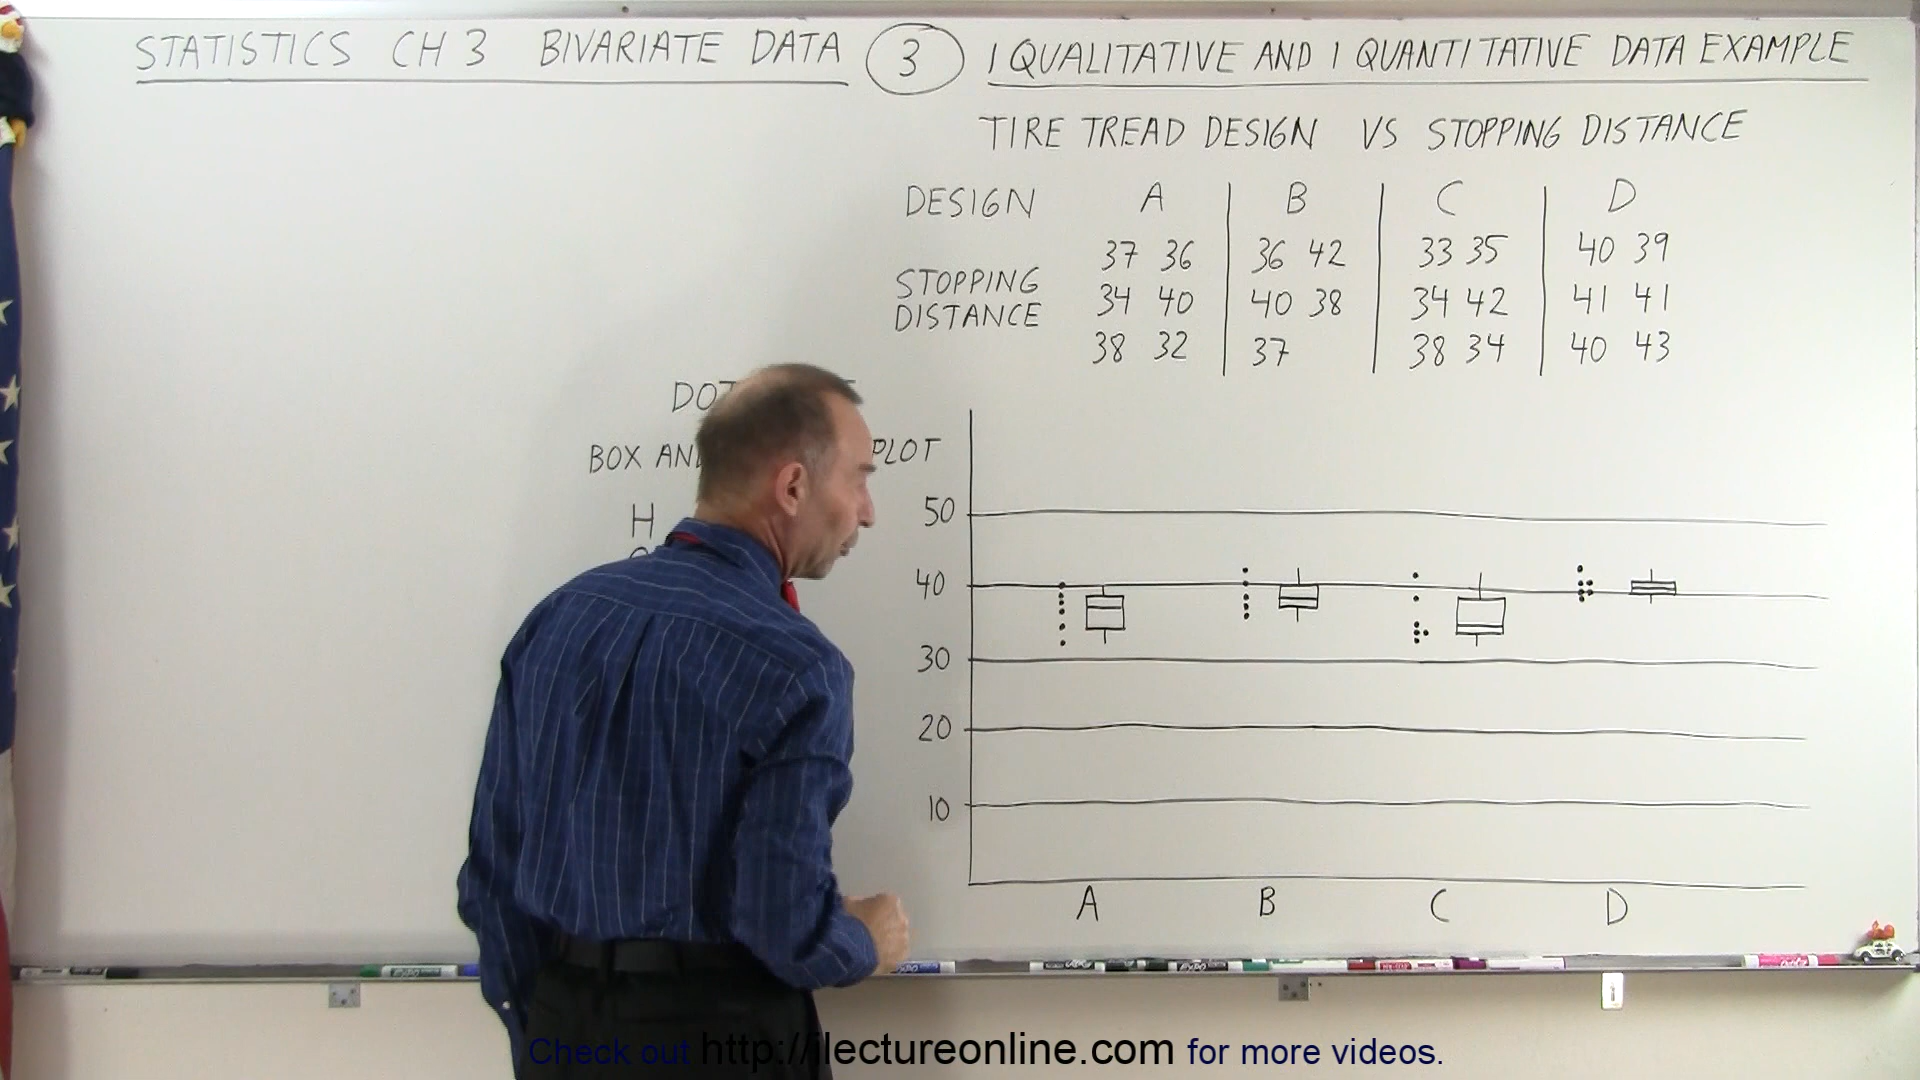 STATISTICS CH 3 BIVARIATE DATA 3 1 QUALITATIVE AND 1 QUANTITATIVE DATA EXAMPLE
TIRE TREAD DESIGN VS STOPPING DISTANCE
DESIGN A B C D
37 36 36 42 33 35 40 39
STOPPING
DISTANCE
34 40 40 38 34 42 41 41
38 32 37 38 34 40 43
BOX PLOT
H
50
40
30
20
10
A B C D
EXPO
Check out http://ilectureonline.com for more videos.